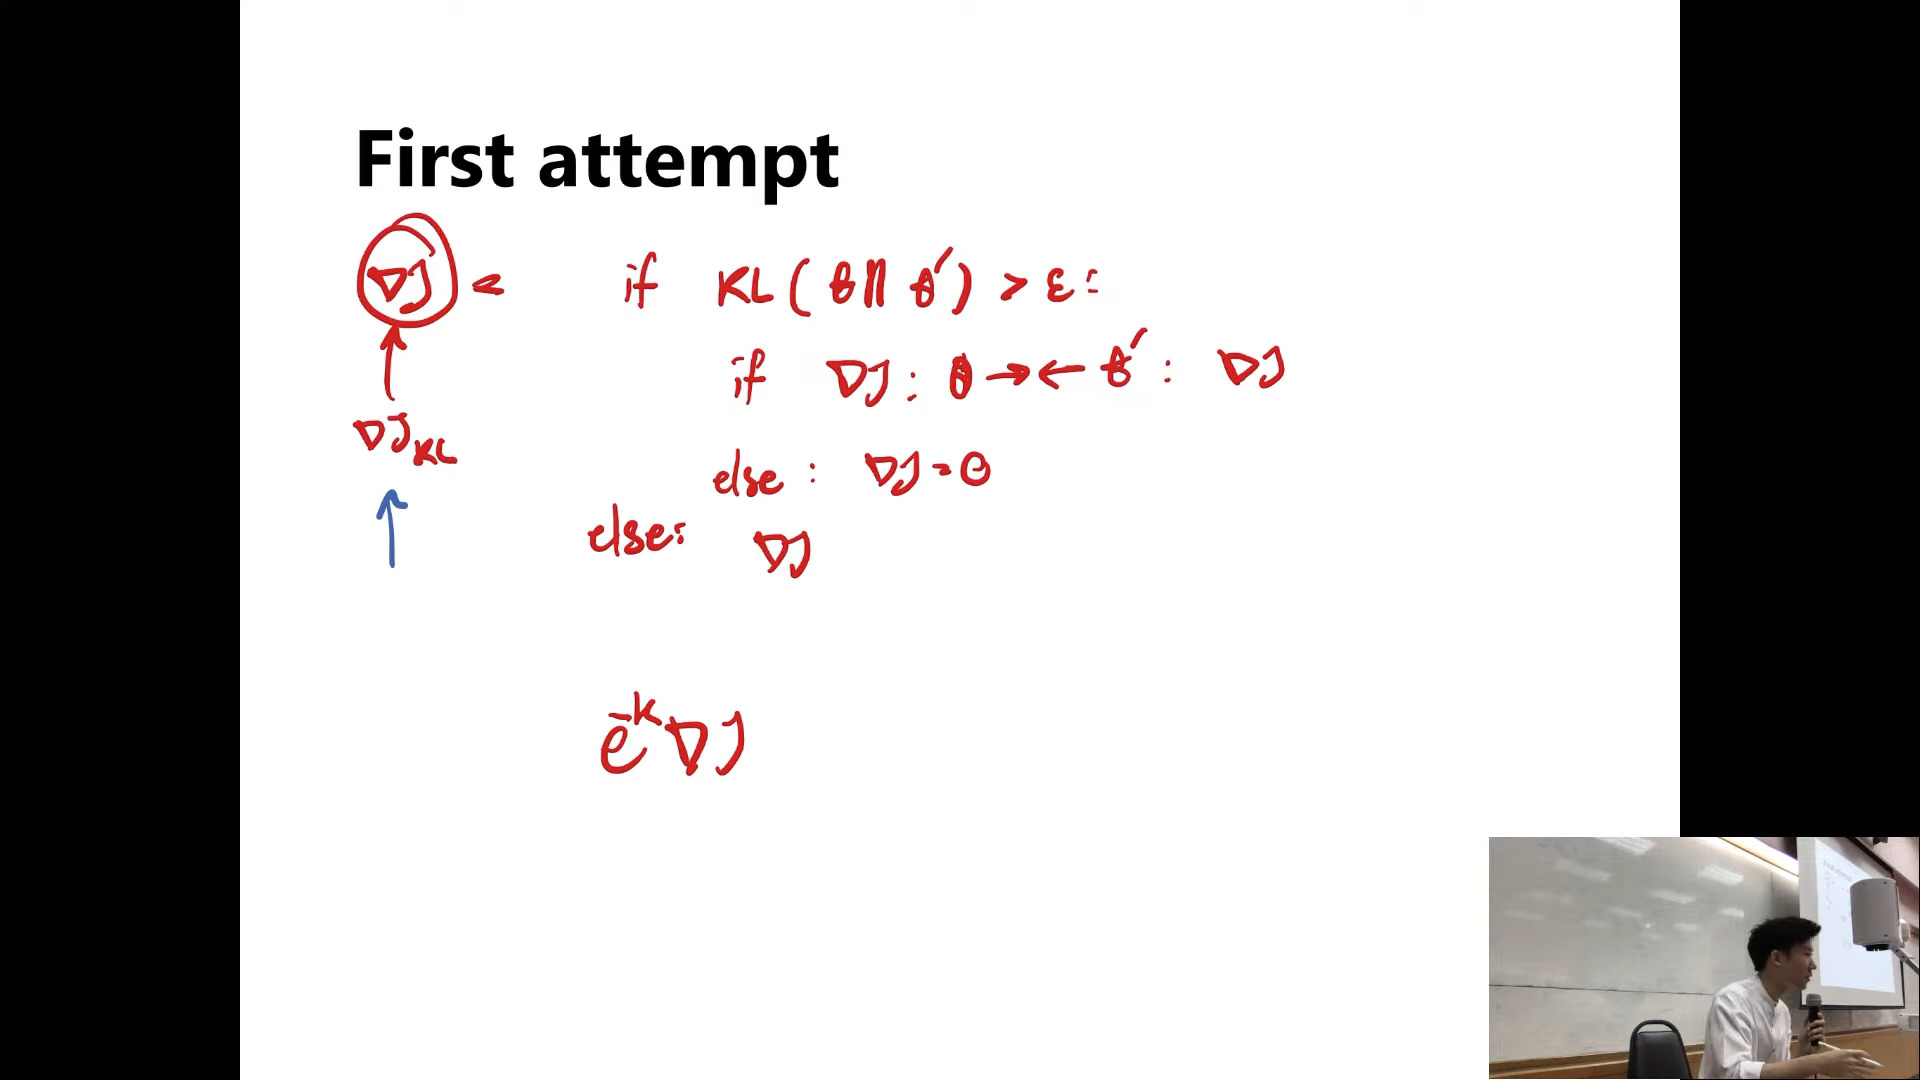 First attempt
∇J = if KL(θ||θ′) > ε:
if ∇J: θ → ← θ′: ∇J
∇J_KL
else: ∇J = 0
else: ∇J
e^-k ∇J